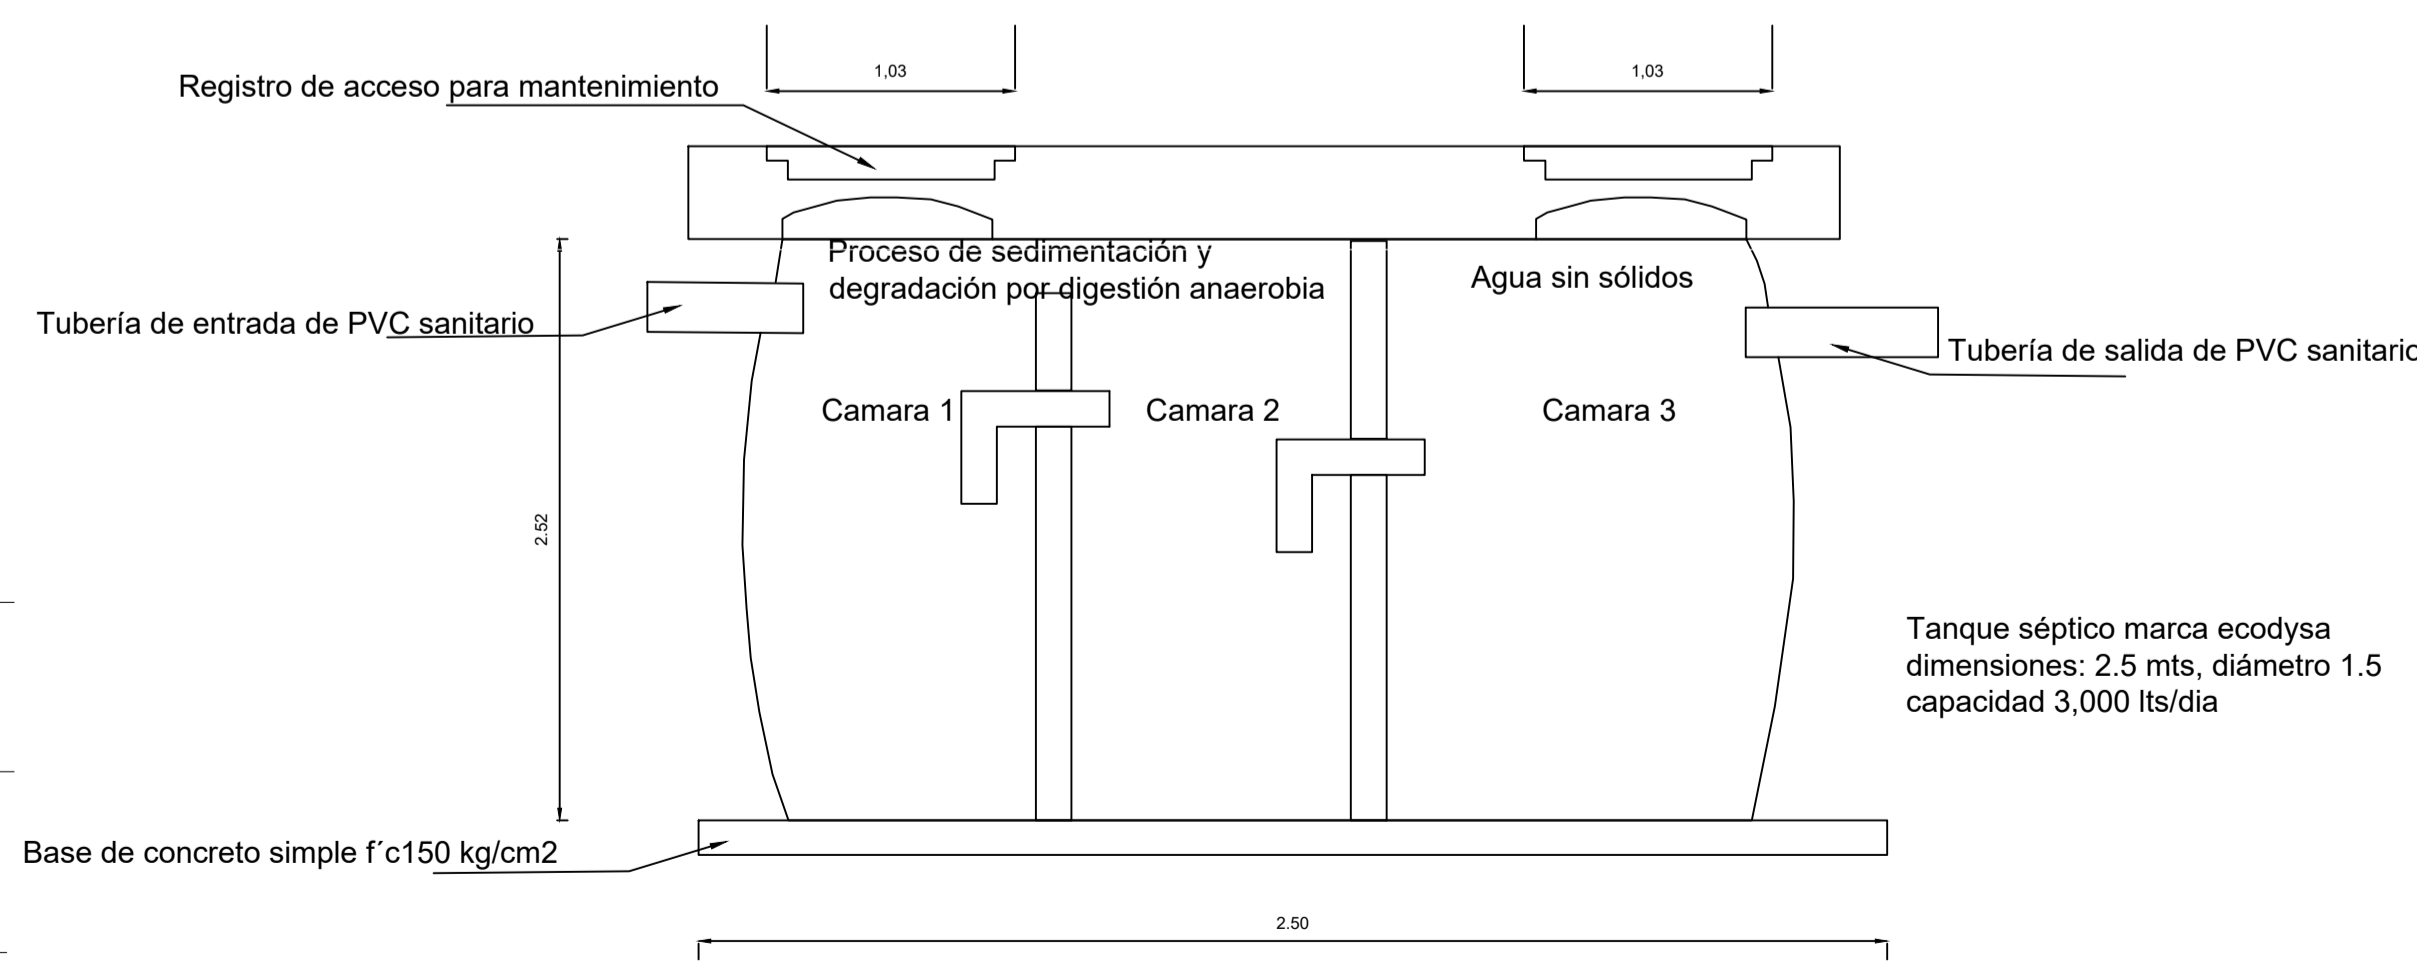 1,03
1,03
Registro de acceso para mantenimiento
Proceso de sedimentación y
degradación por digestión anaerobia
Agua sin sólidos
Tubería de entrada de PVC sanitario
Tubería de salida de PVC sanitario
Camara 1
Camara 2
Camara 3
2.52
Tanque séptico marca ecodysa
dimensiones: 2.5 mts, diámetro 1.5
capacidad 3,000 lts/dia
Base de concreto simple f´c150 kg/cm2
2.50